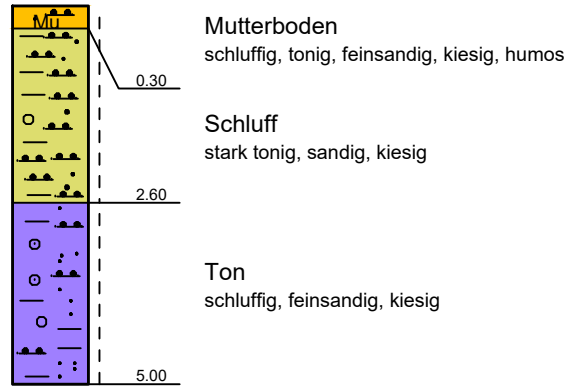 Mu
Mutterboden
schluffig, tonig, feinsandig, kiesig, humos
0.30
Schluff
stark tonig, sandig, kiesig
2.60
Ton
schluffig, feinsandig, kiesig
5.00